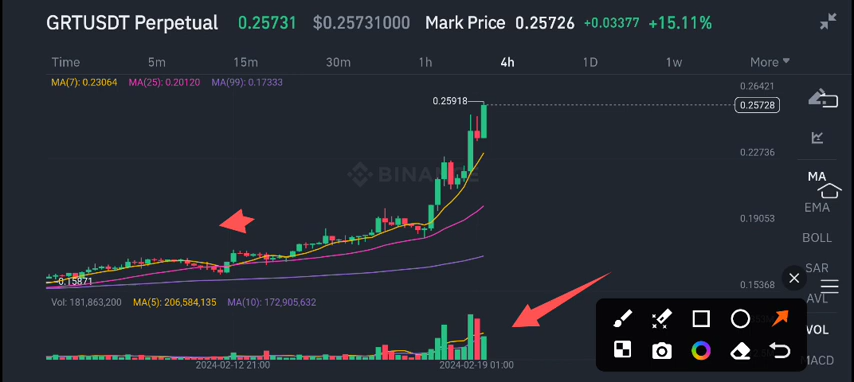 GRTUSDT Perpetual 0.25731 $0.25731000 Mark Price 0.25726 +0.03377 +15.11%
Time 5m 15m 30m 1h 4h 1D 1w More
MA(7): 0.23064 MA(25): 0.20120 MA(99): 0.17333
0.26421
0.25918
0.25728
0.22736
BINANCE
MA
EMA
0.19053
BOLL
SAR
0.15871
0.15368
AVL
Vol: 181,863,200 MA(5): 206,584,135 MA(10): 172,905,632
VOL
MACD
2024-02-12 21:00 2024-02-19 01:00